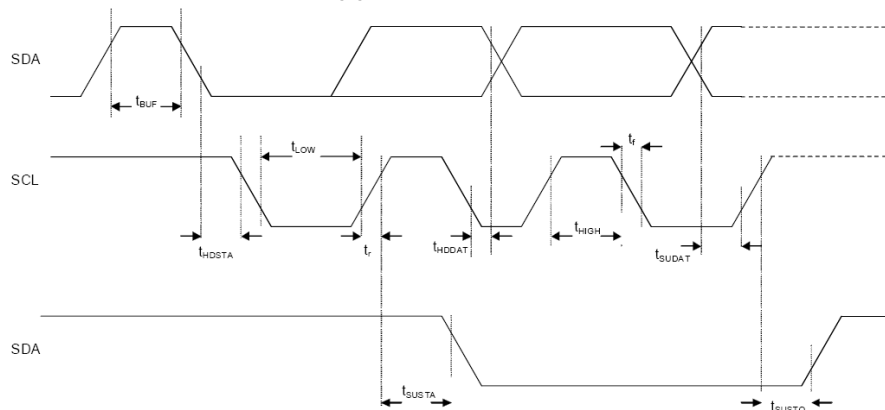 SDA
tBUF
tLOW
tf
SCL
tHDSTA
tr
tHDDAT
tHIGH
tSUDAT
SDA
tSUSTA
tSUSTO